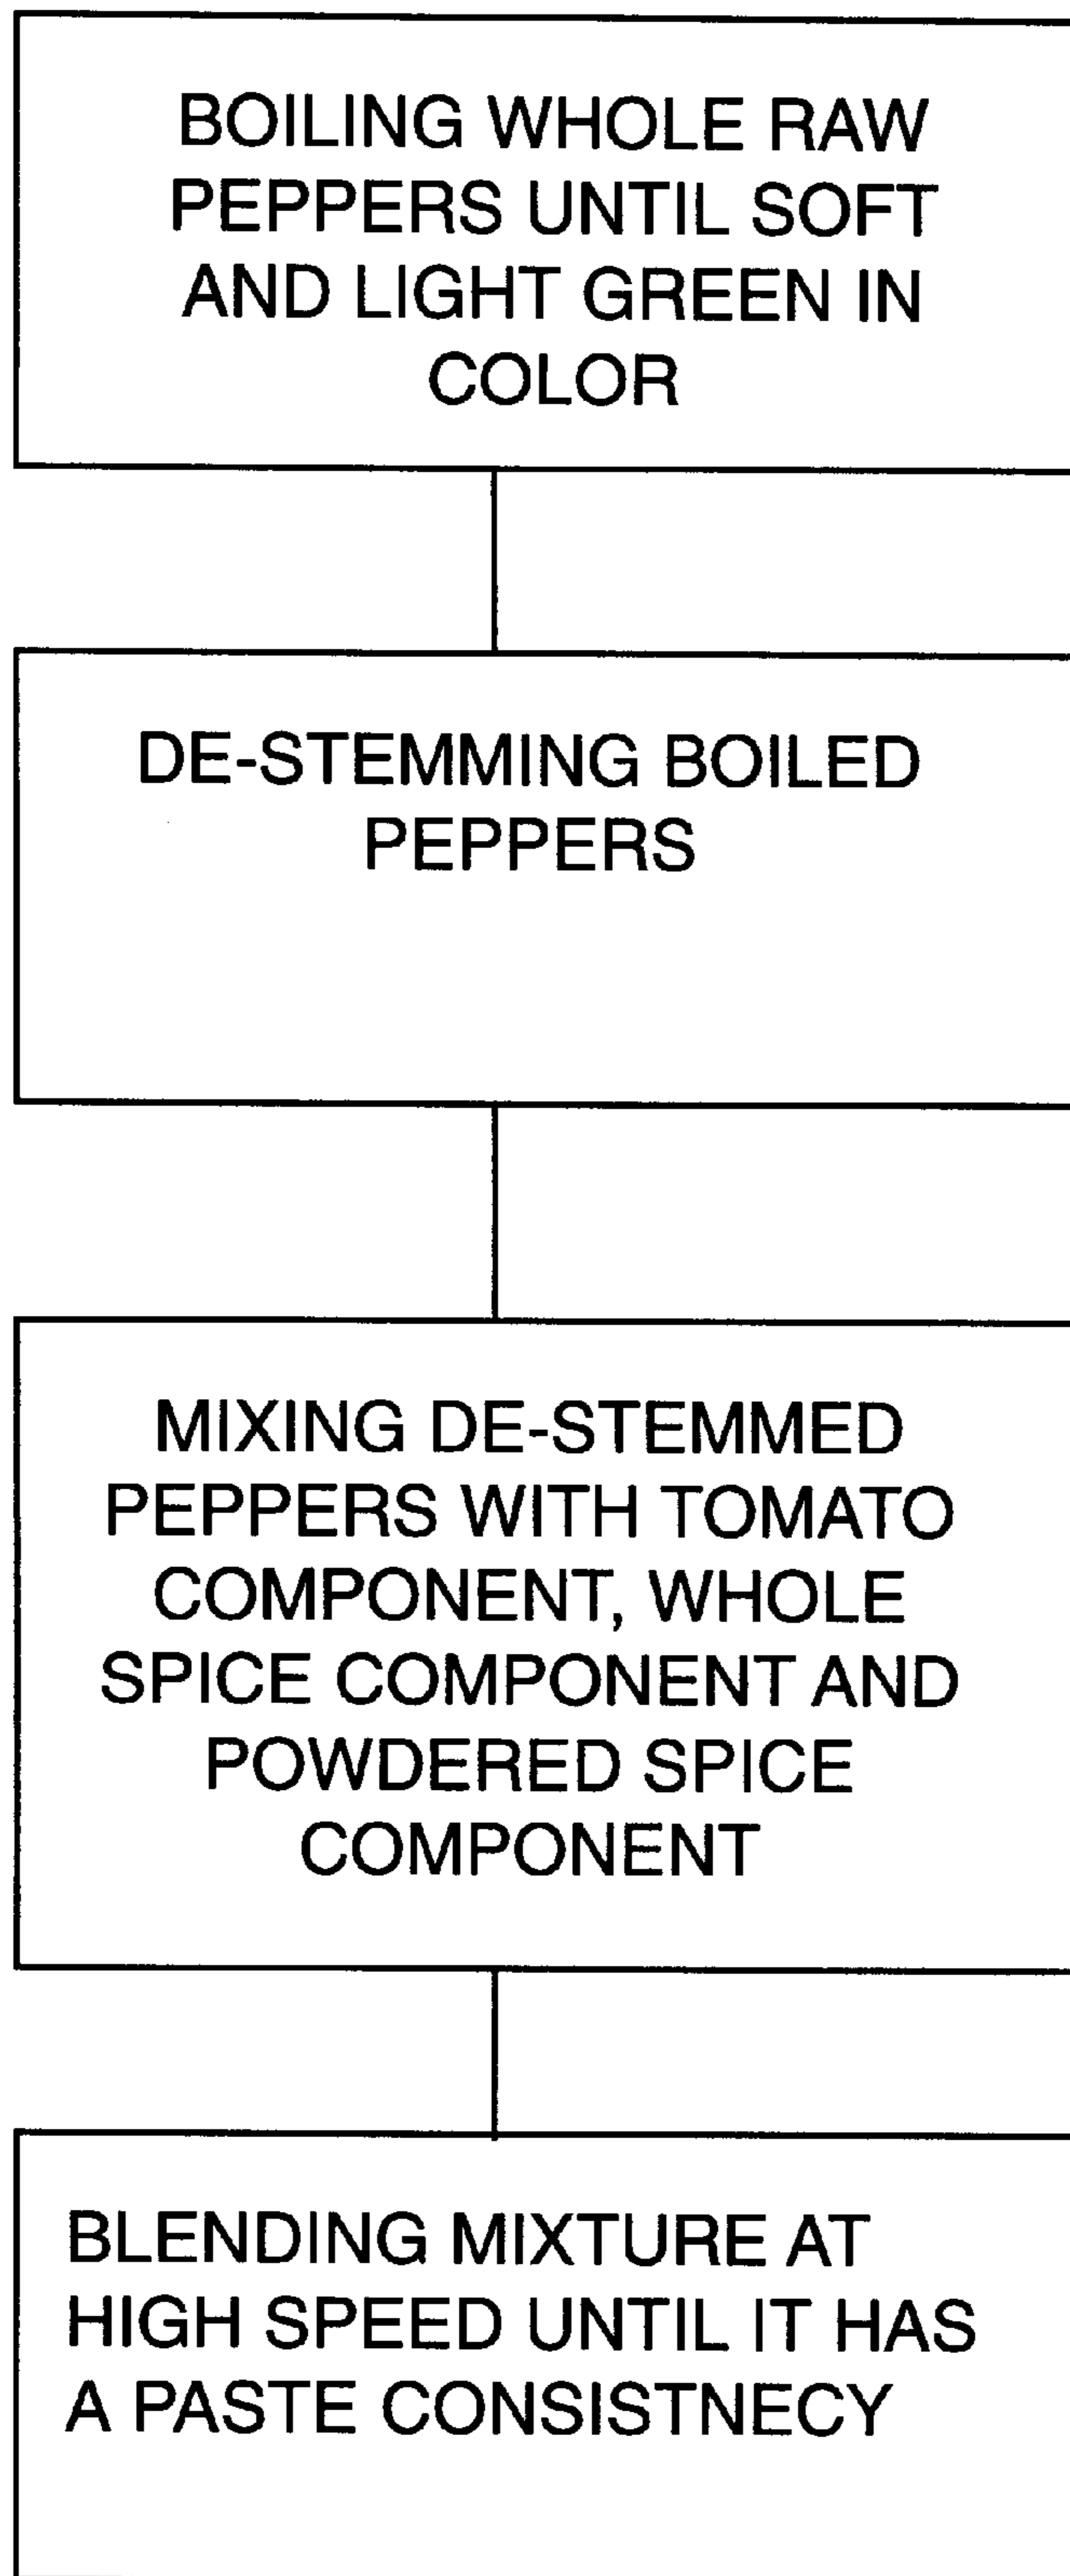 BOILING WHOLE RAW
PEPPERS UNTIL SOFT
AND LIGHT GREEN IN
COLOR
DE-STEMMING BOILED
PEPPERS
MIXING DE-STEMMED
PEPPERS WITH TOMATO
COMPONENT, WHOLE
SPICE COMPONENT AND
POWDERED SPICE
COMPONENT
BLENDING MIXTURE AT
HIGH SPEED UNTIL IT HAS
A PASTE CONSISTNECY